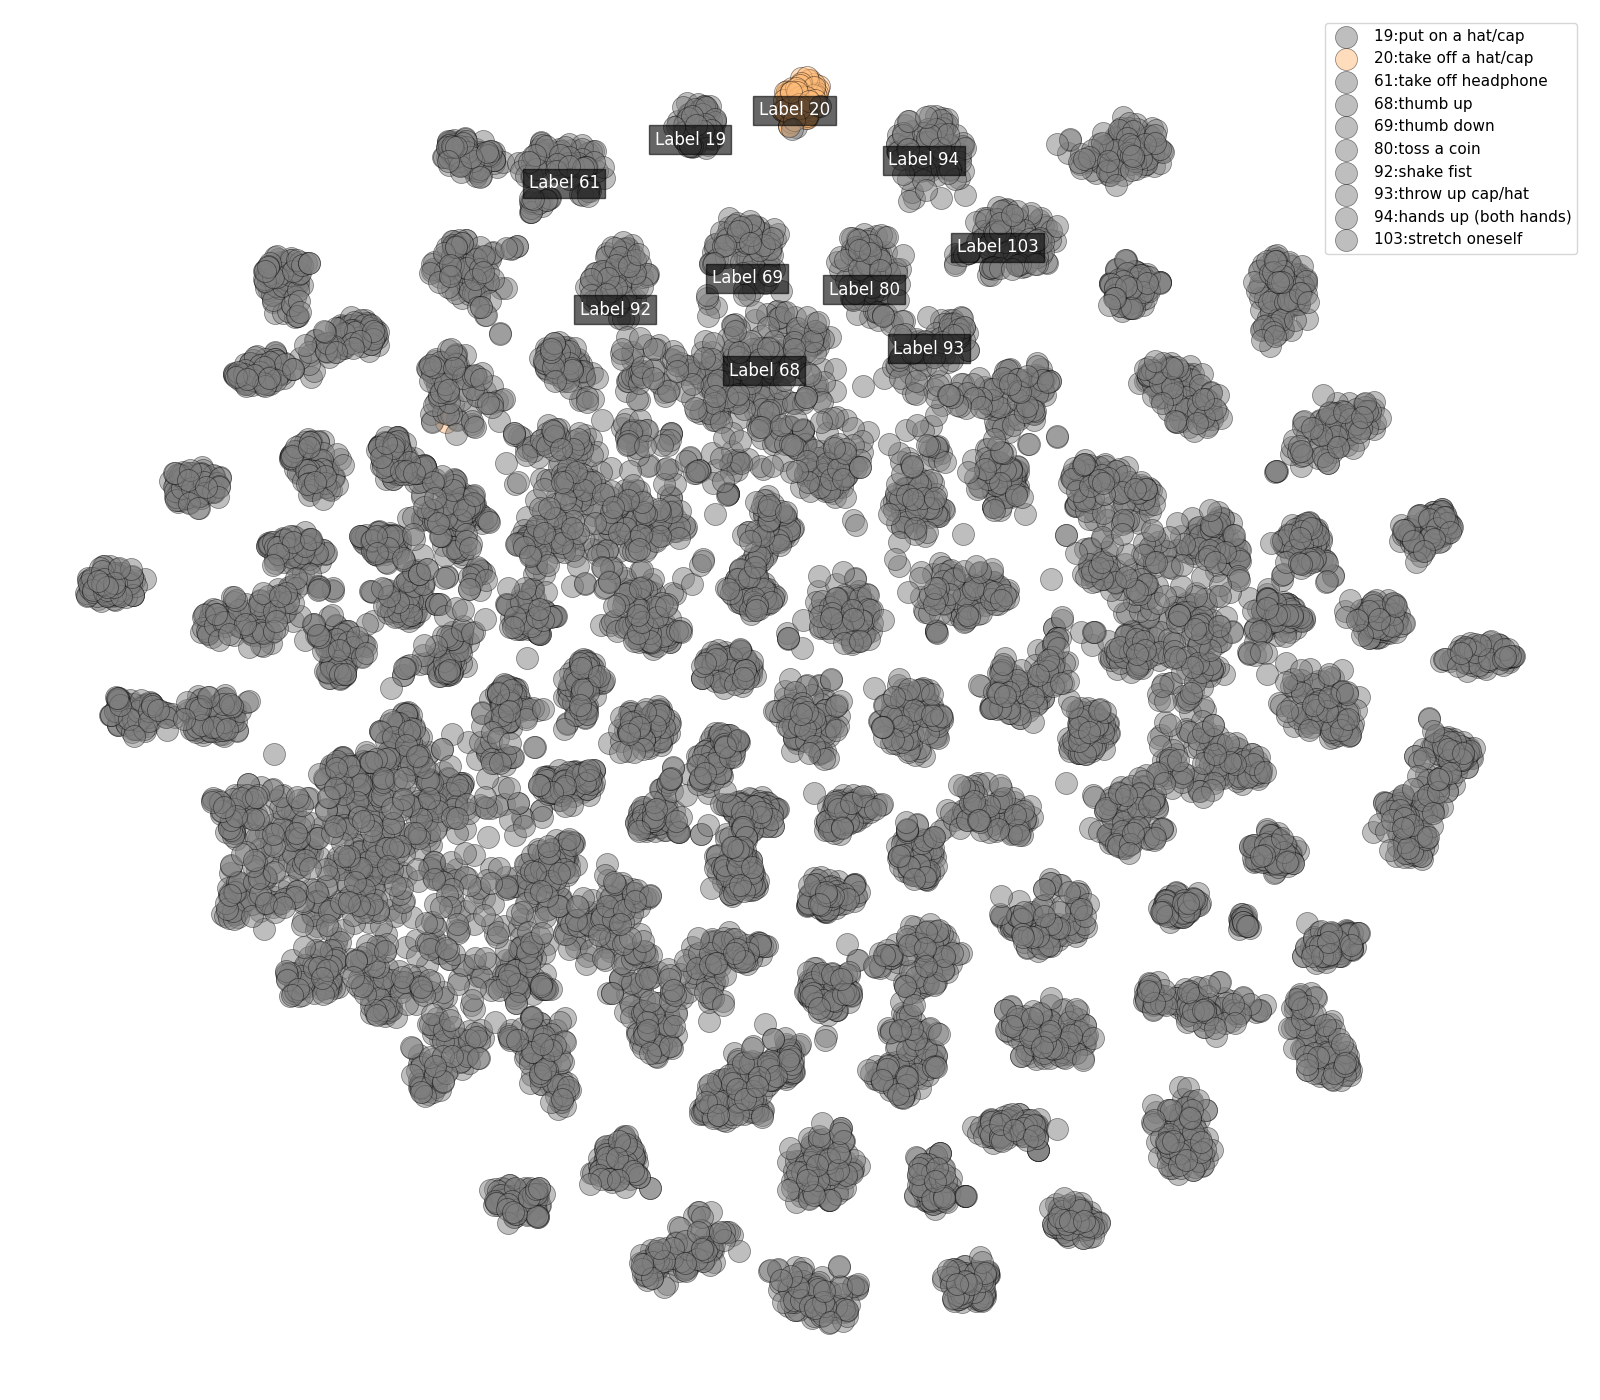 19:put on a hat/cap
20:take off a hat/cap
61:take off headphone
68:thumb up
69:thumb down
80:toss a coin
92:shake fist
93:throw up cap/hat
94:hands up (both hands)
103:stretch oneself
Label 20
Label 19
Label 94
Label 61
Label 103
Label 69
Label 80
Label 92
Label 93
Label 68